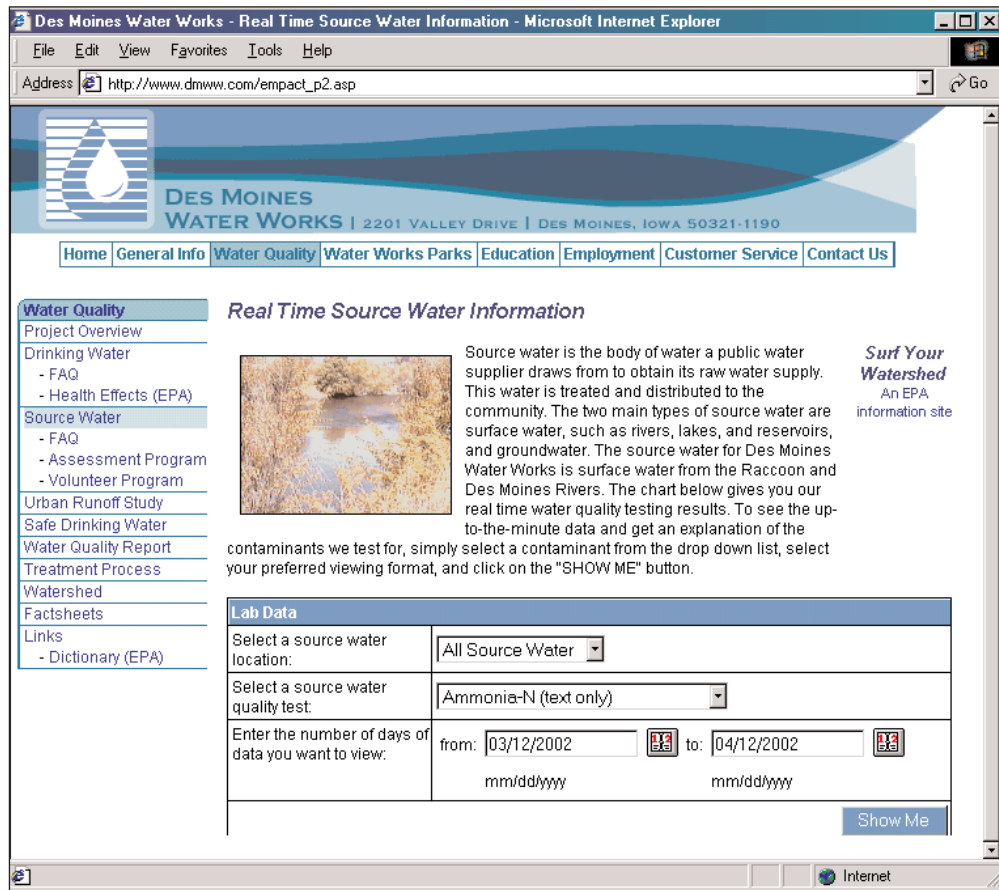 Des Moines Water Works - Real Time Source Water Information - Microsoft Internet Explorer
File Edit View Favorites Tools Help
Address http://www.dmww.com/empact_p2.asp Go
DES MOINES
WATER WORKS | 2201 VALLEY DRIVE | DES MOINES, IOWA 50321-1190
Home General Info Water Quality Water Works Parks Education Employment Customer Service Contact Us
Water Quality
Project Overview
Drinking Water
- FAQ
- Health Effects (EPA)
Source Water
- FAQ
- Assessment Program
- Volunteer Program
Urban Runoff Study
Safe Drinking Water
Water Quality Report
Treatment Process
Watershed
Factsheets
Links
- Dictionary (EPA)
Real Time Source Water Information
Source water is the body of water a public water
supplier draws from to obtain its raw water supply.
This water is treated and distributed to the
community. The two main types of source water are
surface water, such as rivers, lakes, and reservoirs,
and groundwater. The source water for Des Moines
Water Works is surface water from the Raccoon and
Des Moines Rivers. The chart below gives you our
real time water quality testing results. To see the up-
to-the-minute data and get an explanation of the
contaminants we test for, simply select a contaminant from the drop down list, select
your preferred viewing format, and click on the "SHOW ME" button.
Surf Your
Watershed
An EPA
information site
Lab Data
Select a source water
location:
All Source Water
Select a source water
quality test:
Ammonia-N (text only)
Enter the number of days of
data you want to view:
from: 03/12/2002 to: 04/12/2002
mm/dd/yyyy mm/dd/yyyy
Show Me
Internet